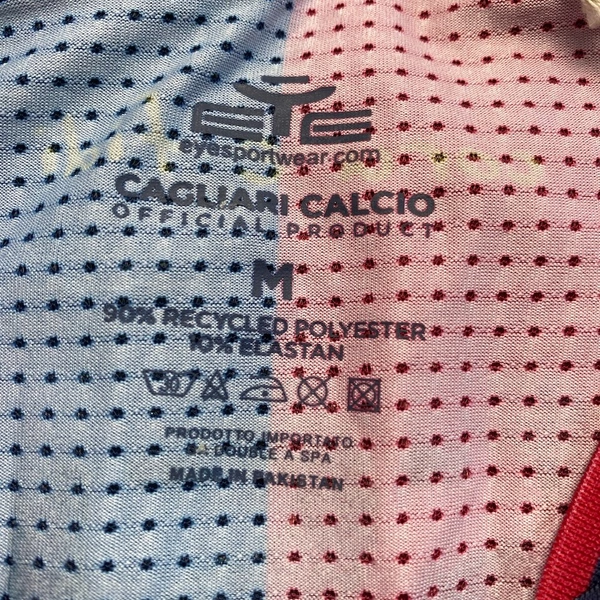 EYE
eyesportwear.com
CAGLIARI CALCIO
OFFICIAL PRODUCT
M
90% RECYCLED POLYESTER
10% ELASTAN
30
PRODOTTO IMPORTATO
DA DOUBLE A SPA
MADE IN PAKISTAN